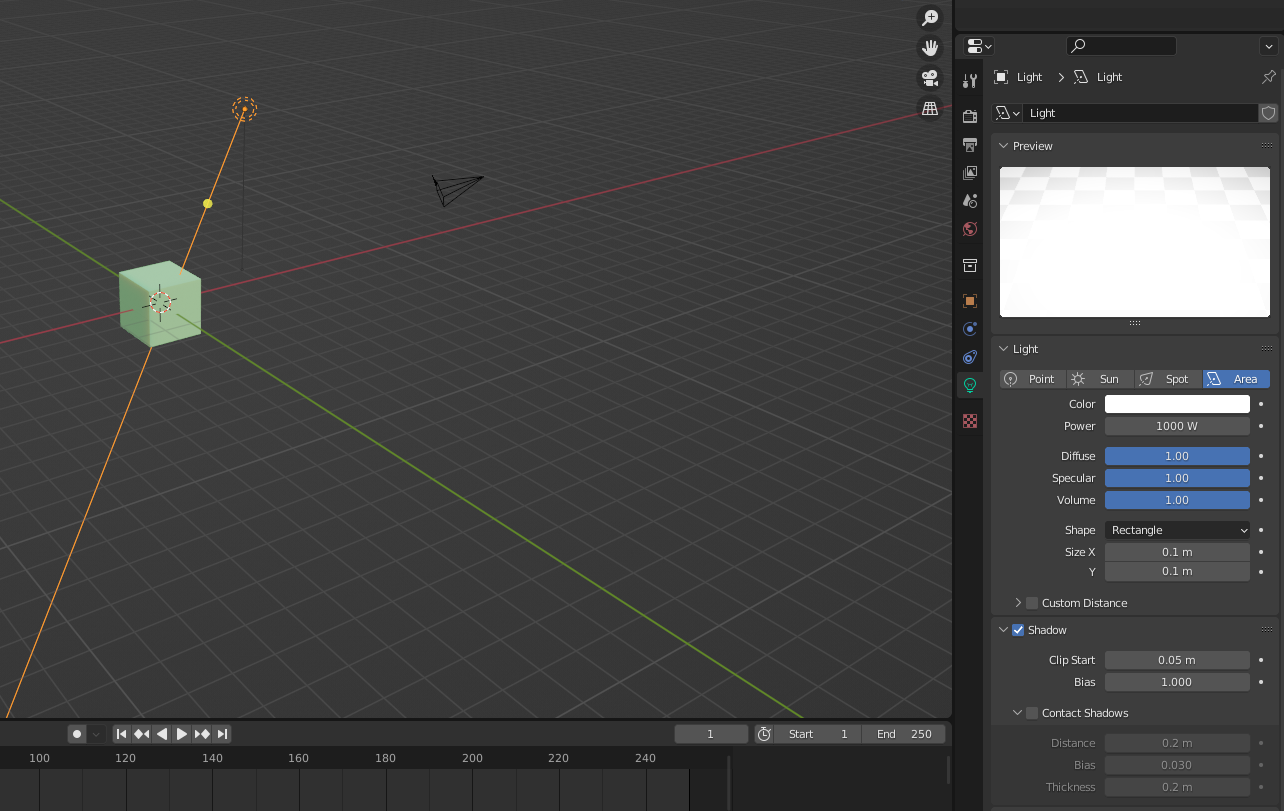 Light > Light
Light
Preview
Light
Point Sun Spot Area
Color
Power 1000 W
Diffuse 1.00
Specular 1.00
Volume 1.00
Shape Rectangle
Size X 0.1 m
Y 0.1 m
Custom Distance
Shadow
Clip Start 0.05 m
Bias 1.000
Contact Shadows
Distance 0.2 m
Bias 0.030
Thickness 0.2 m
1 Start 1 End 250
100 120 140 160 180 200 220 240